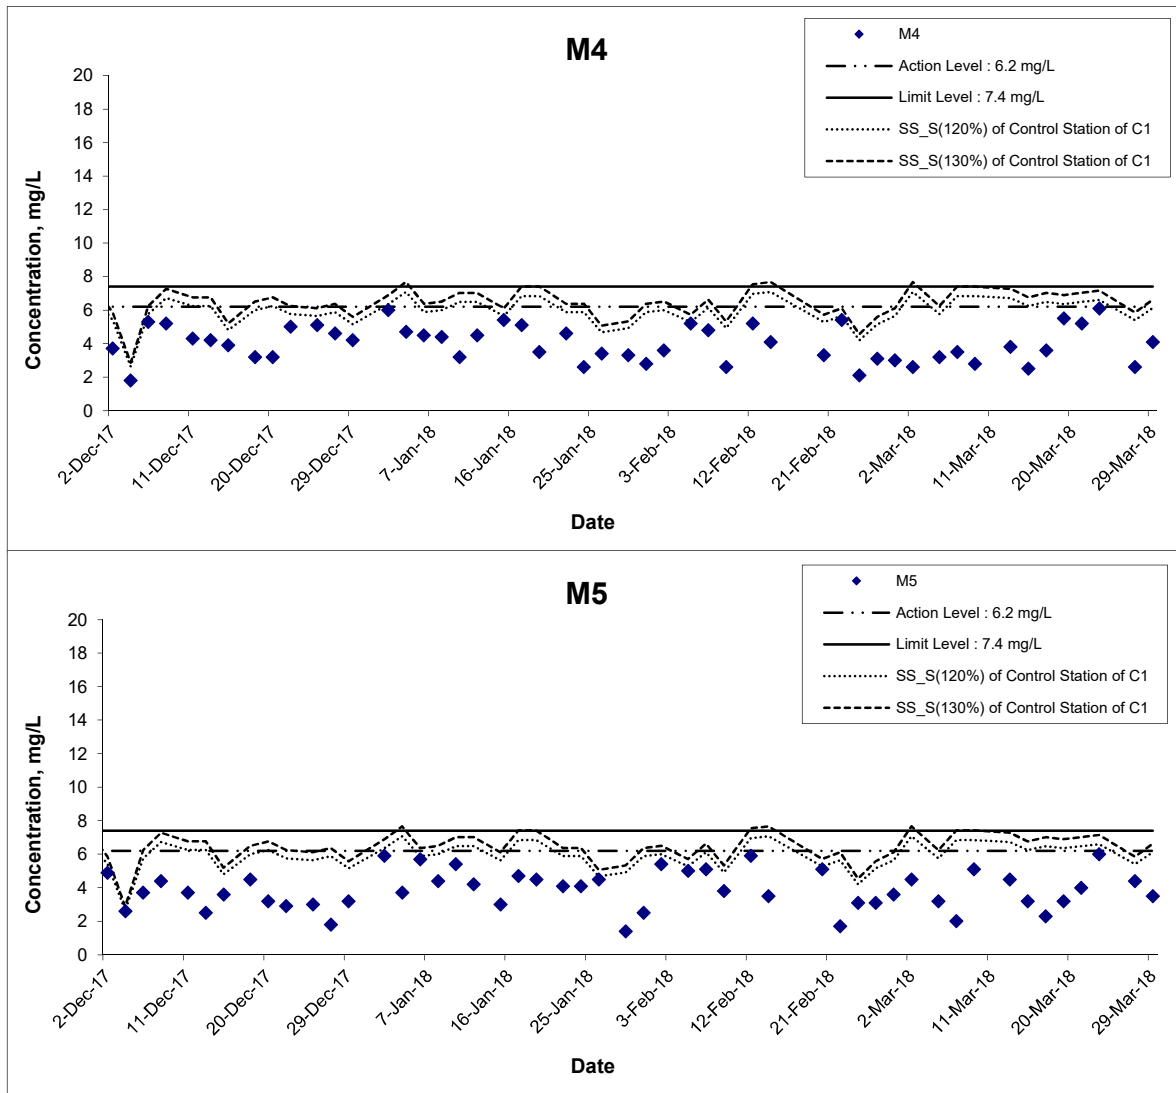 M4
M4
Action Level : 6.2 mg/L
Limit Level : 7.4 mg/L
SS_S(120%) of Control Station of C1
SS_S(130%) of Control Station of C1
Concentration, mg/L
20
18
16
14
12
10
8
6
4
2
0
2-Dec-17
11-Dec-17
20-Dec-17
29-Dec-17
7-Jan-18
16-Jan-18
25-Jan-18
3-Feb-18
12-Feb-18
21-Feb-18
2-Mar-18
11-Mar-18
20-Mar-18
29-Mar-18
Date
M5
M5
Action Level : 6.2 mg/L
Limit Level : 7.4 mg/L
SS_S(120%) of Control Station of C1
SS_S(130%) of Control Station of C1
Concentration, mg/L
20
18
16
14
12
10
8
6
4
2
0
2-Dec-17
11-Dec-17
20-Dec-17
29-Dec-17
7-Jan-18
16-Jan-18
25-Jan-18
3-Feb-18
12-Feb-18
21-Feb-18
2-Mar-18
11-Mar-18
20-Mar-18
29-Mar-18
Date